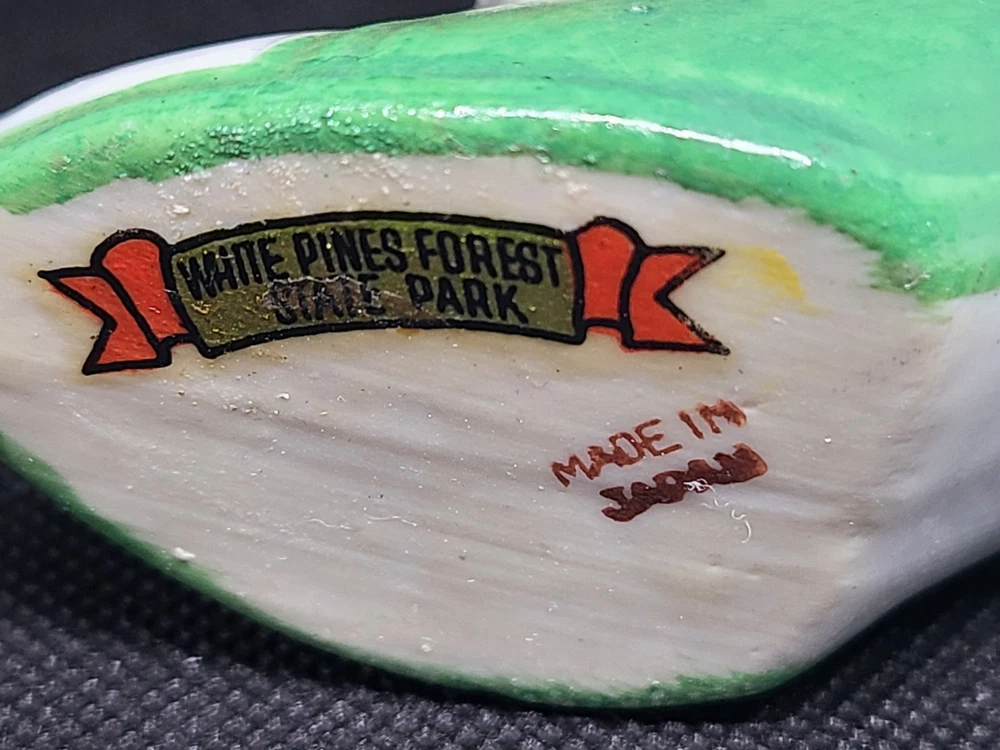 WHITE PINES FOREST
STATE PARK
MADE IN
JAPAN